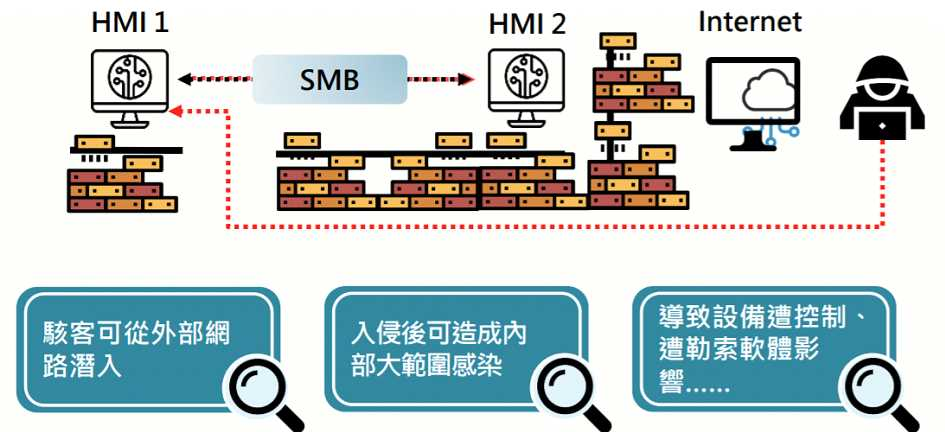 HMI 1
HMI 2
Internet
SMB
駭客可從外部網
路潛入
入侵後可造成內
部大範圍感染
導致設備遭控制、
遭勒索軟體影
響......